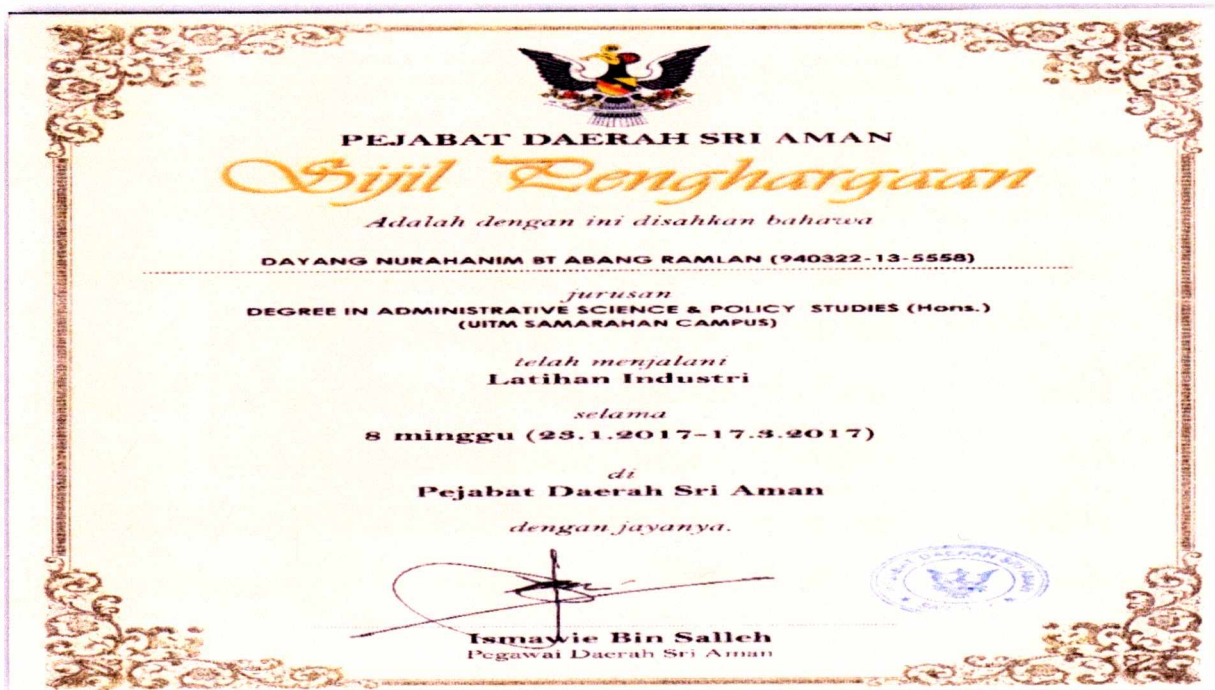 PEJABAT DAERAH SRI AMAN
Sijil Penghargaan
Adalah dengan ini disahkan bahawa
DAYANG NURAHANIM BT ABANG RAMLAN (940322-13-5558)
jurusan
DEGREE IN ADMINISTRATIVE SCIENCE & POLICY STUDIES (Hons.)
(UITM SAMARAHAN CAMPUS)
telah menjalani
Latihan Industri
selama
8 minggu (23.1.2017-17.3.2017)
di
Pejabat Daerah Sri Aman
dengan jayanya.
DAERAH SRI AMAN
Ismawie Bin Salleh
Pegawai Daerah Sri Aman